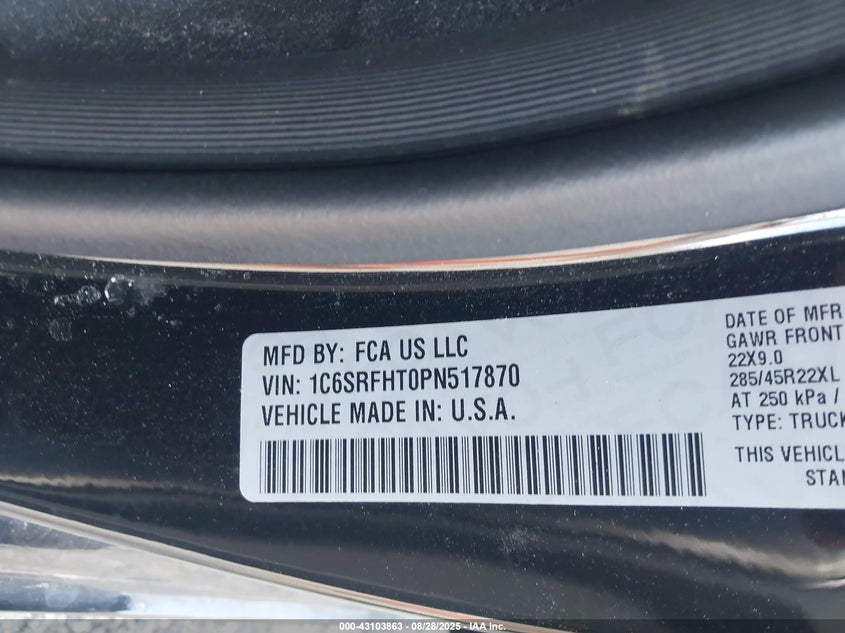 MFD BY: FCA US LLC
VIN: 1C6SRFHT0PN517870
VEHICLE MADE IN: U.S.A.
DATE OF MFR
GAWR FRONT
22X9.0
285/45R22XL
AT 250 kPa /
TYPE: TRUCK
THIS VEHICL
STAN
000-43103863 - 08/28/2025 - IAA Inc.